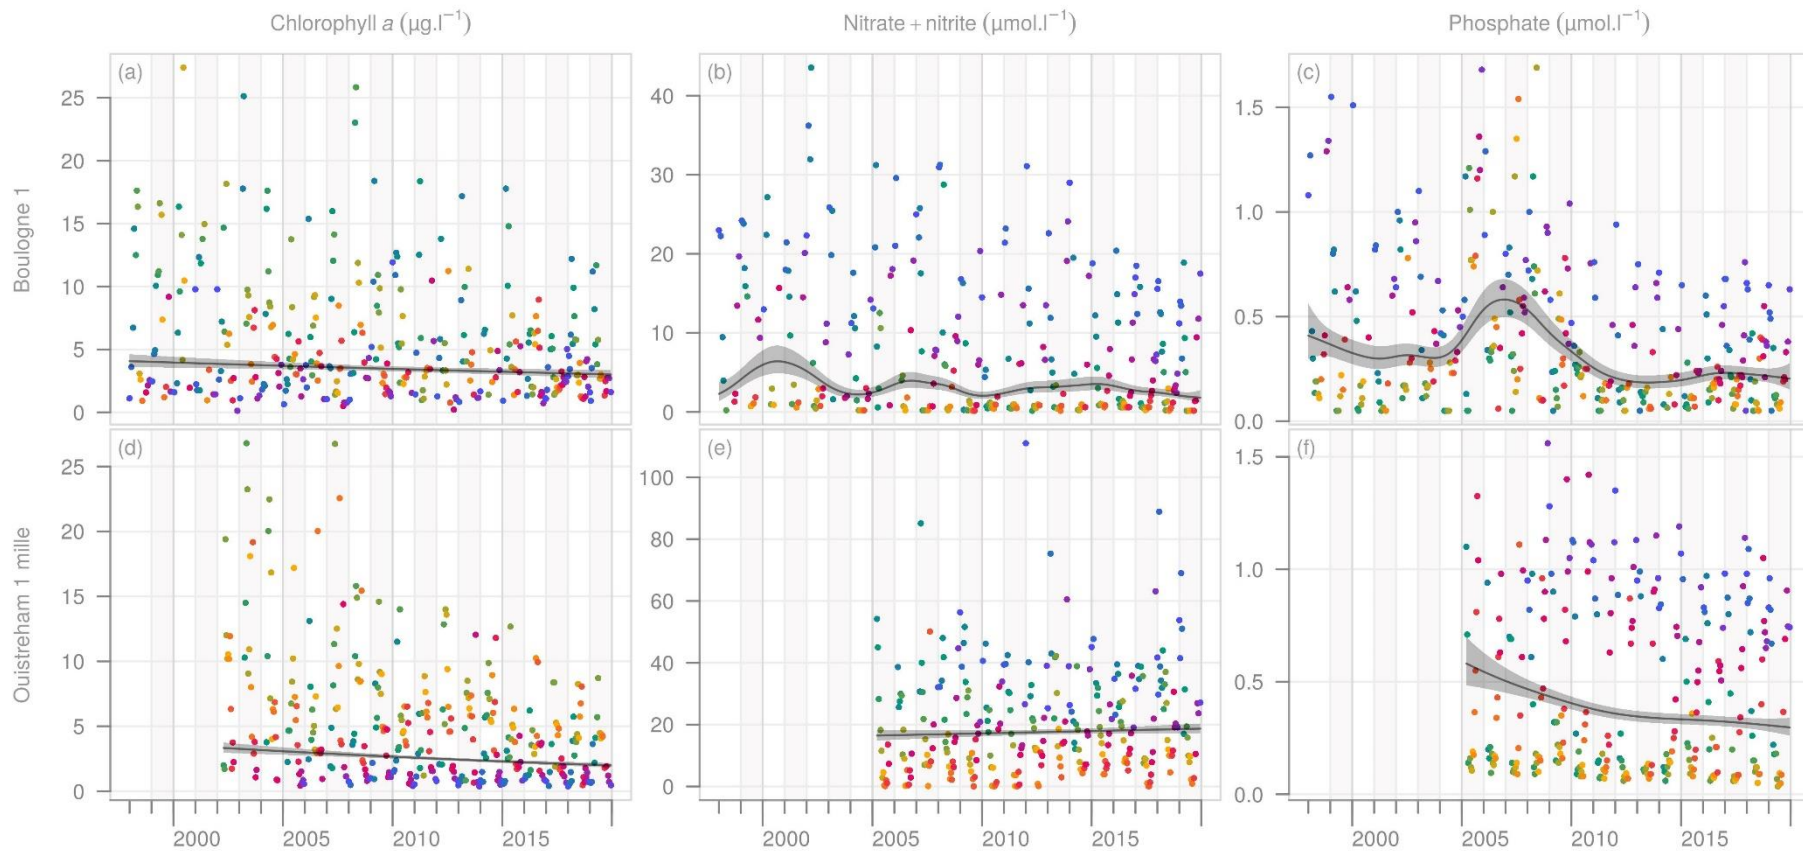 Chlorophyll a (µg.l⁻¹)
Nitrate + nitrite (µmol.l⁻¹)
Phosphate (µmol.l⁻¹)
Boulogne 1
(a)
25
20
15
10
5
0
(b)
40
30
20
10
0
(c)
1.5
1.0
0.5
0.0
Ouistreham 1 mille
(d)
25
20
15
10
5
0
(e)
100
80
60
40
20
0
(f)
1.5
1.0
0.5
0.0
2000 2005 2010 2015
2000 2005 2010 2015
2000 2005 2010 2015